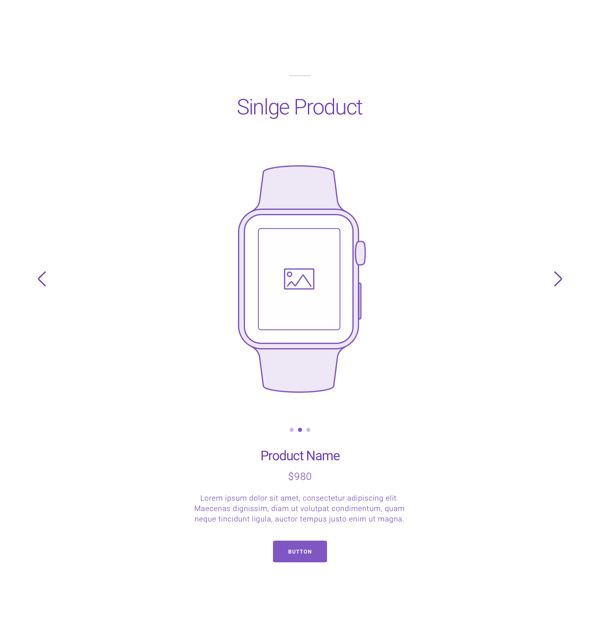 Sinlge Product
Product Name
$980
Lorem ipsum dolor sit amet, consectetur adipiscing elit.
Maecenas dignissim, diam ut volutpat condimentum, quam
neque tincidunt ligula, auctor tempus justo enim ut magna.
BUTTON